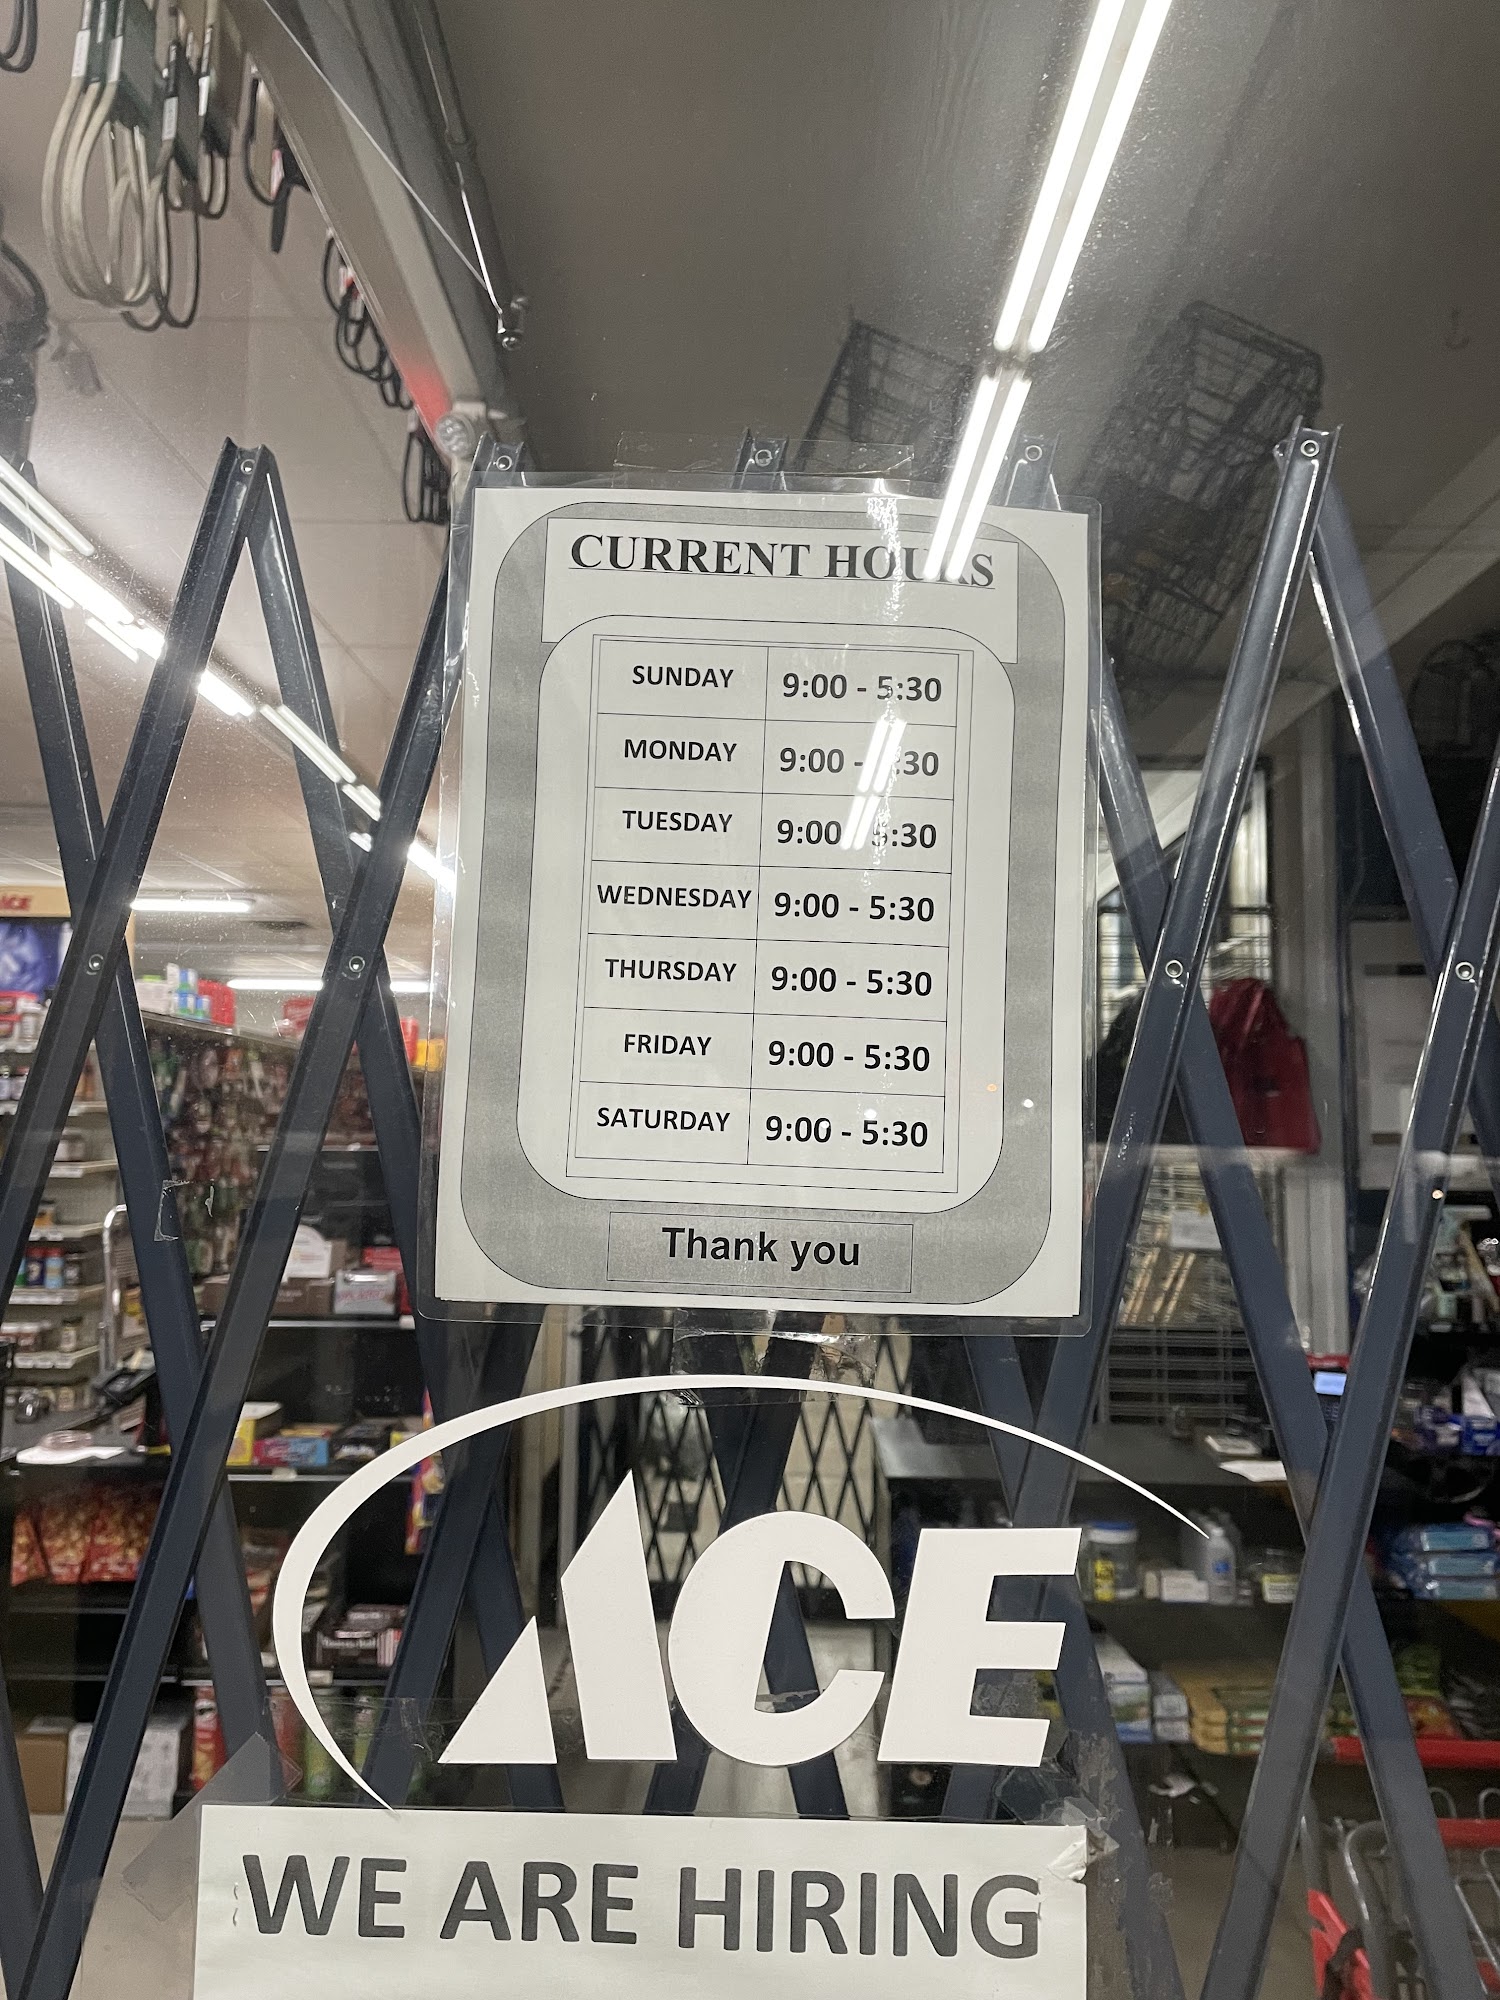 CURRENT HOURS
SUNDAY 9:00 - 5:30
MONDAY 9:00 - :30
TUESDAY 9:00 5:30
WEDNESDAY 9:00 - 5:30
THURSDAY 9:00 - 5:30
FRIDAY 9:00 - 5:30
SATURDAY 9:00 - 5:30
Thank you
ACE
WE ARE HIRING